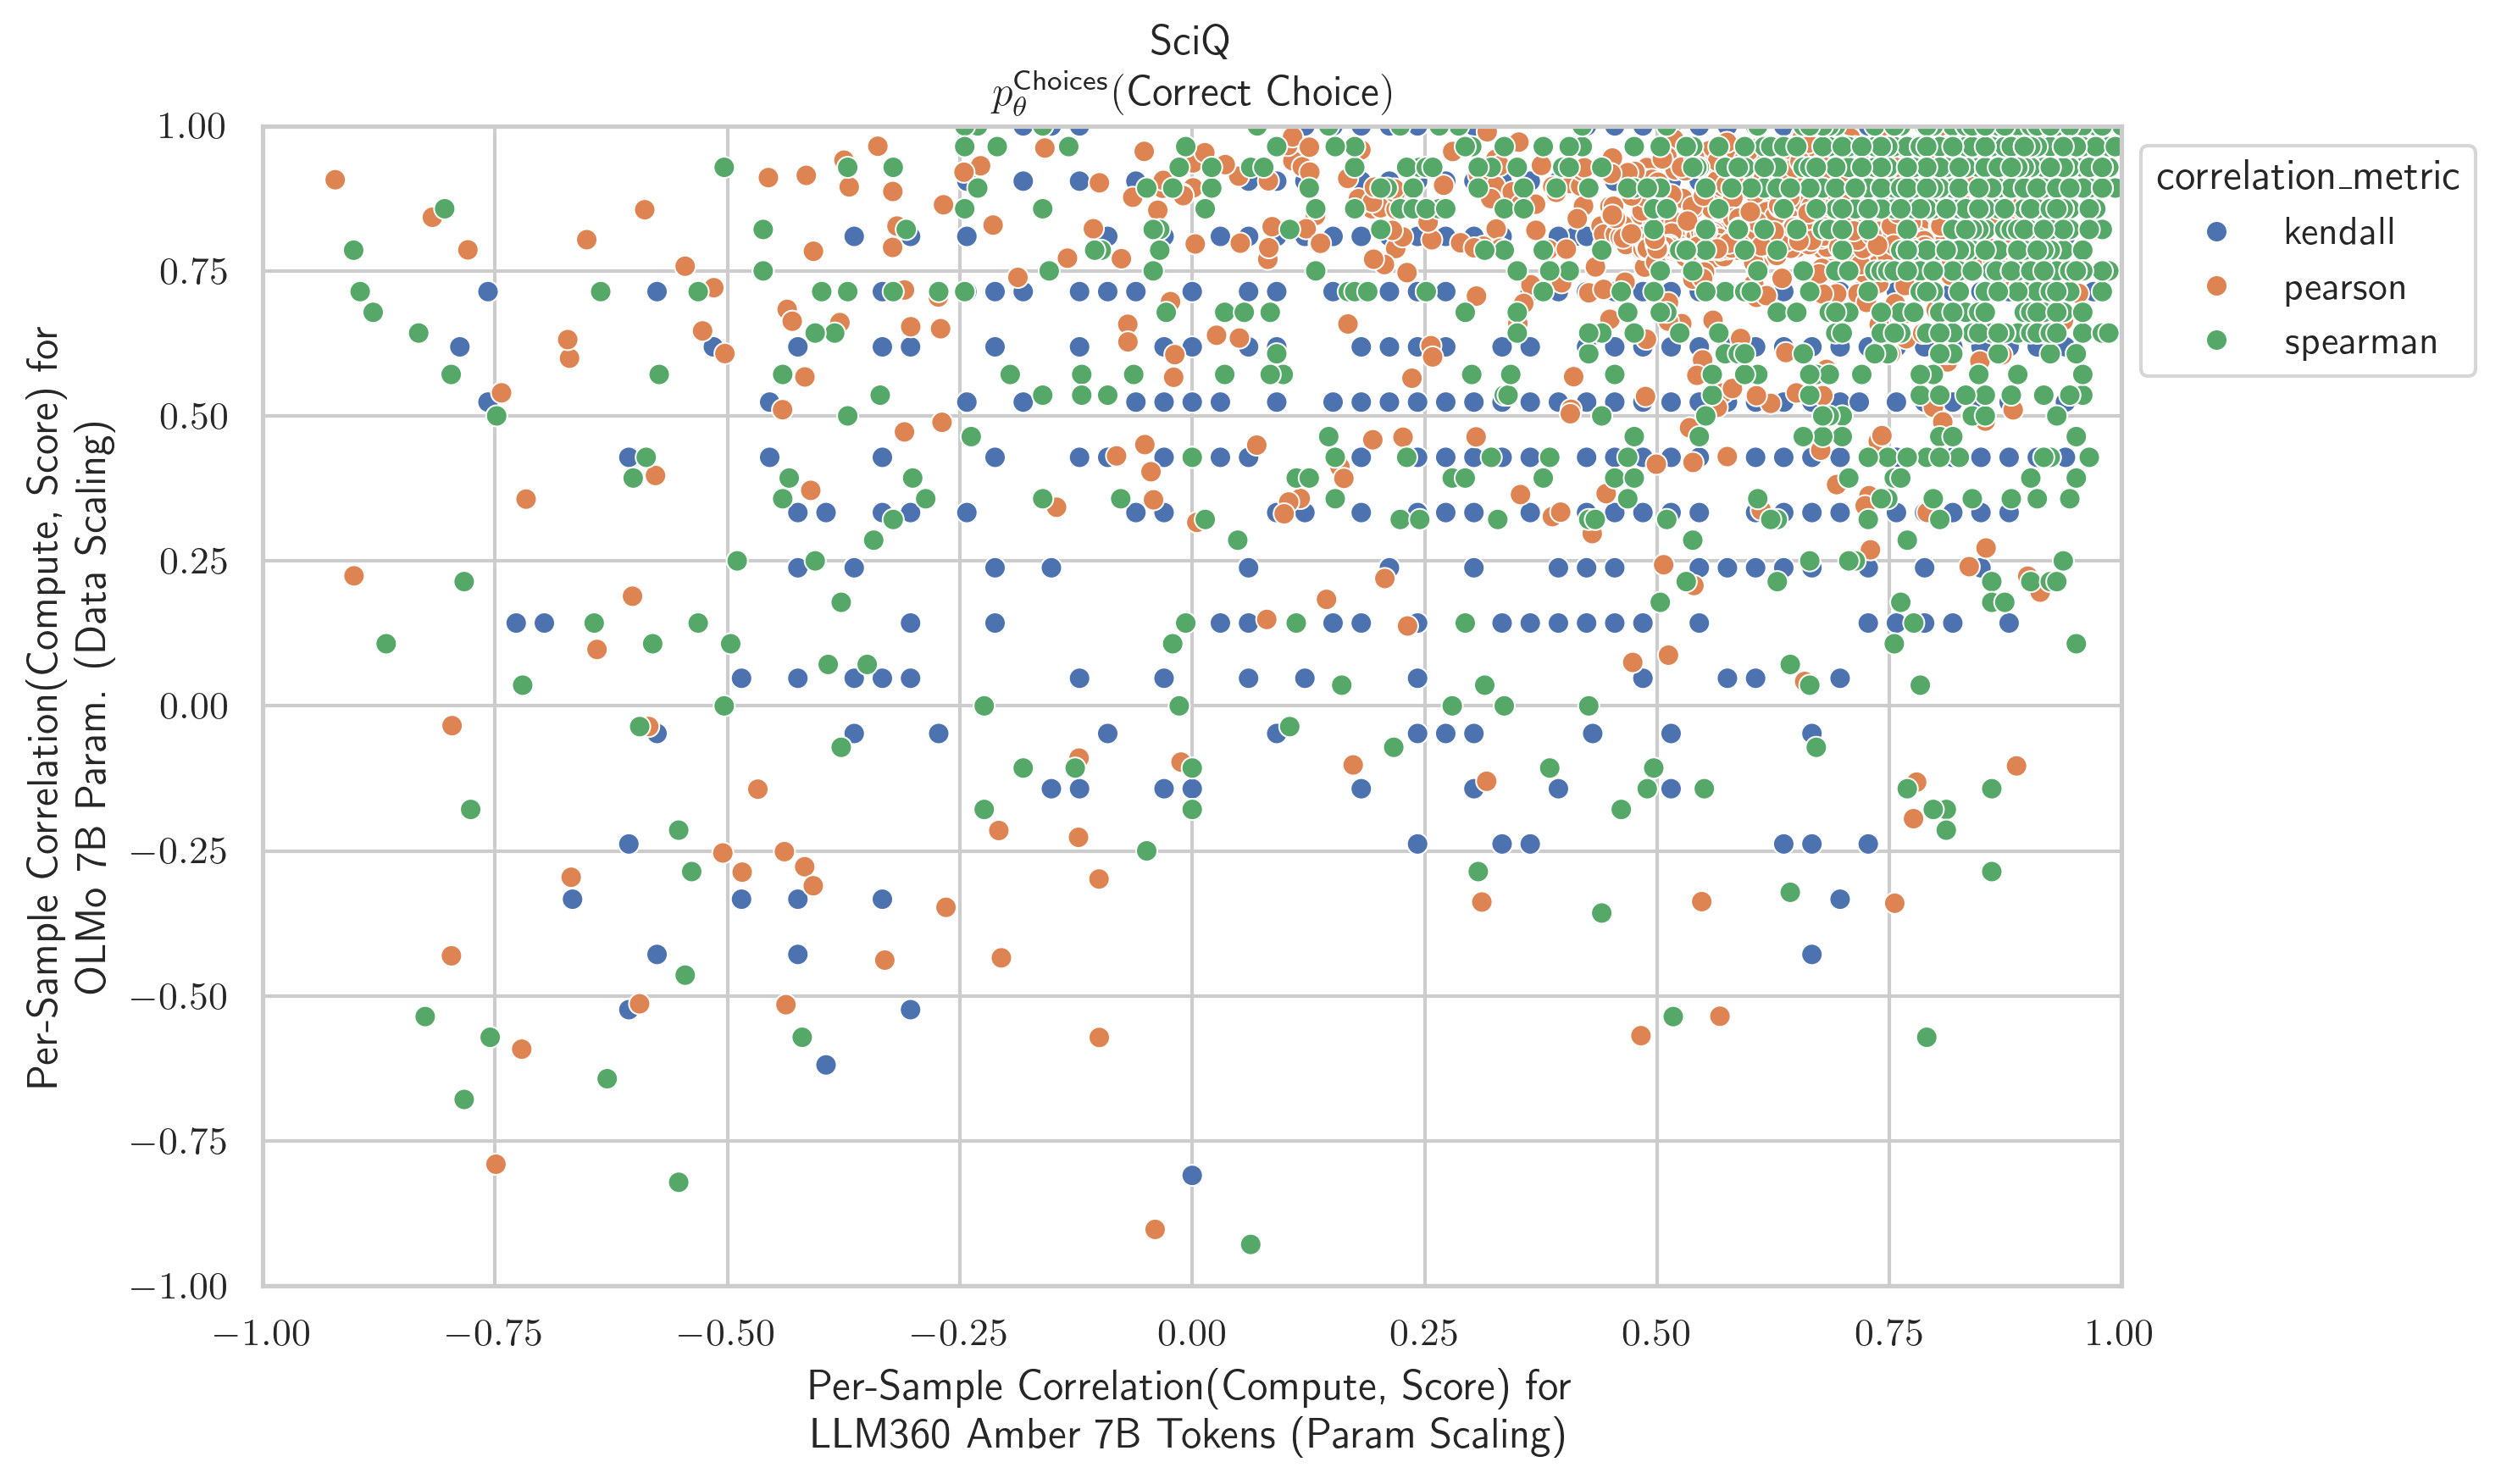 SciQ
p_θ^Choices(Correct Choice)
1.00
0.75
0.50
0.25
0.00
−0.25
−0.50
−0.75
−1.00
Per-Sample Correlation(Compute, Score) for
OLMo 7B Param. (Data Scaling)
correlation_metric
kendall
pearson
spearman
−1.00 −0.75 −0.50 −0.25 0.00 0.25 0.50 0.75 1.00
Per-Sample Correlation(Compute, Score) for
LLM360 Amber 7B Tokens (Param Scaling)